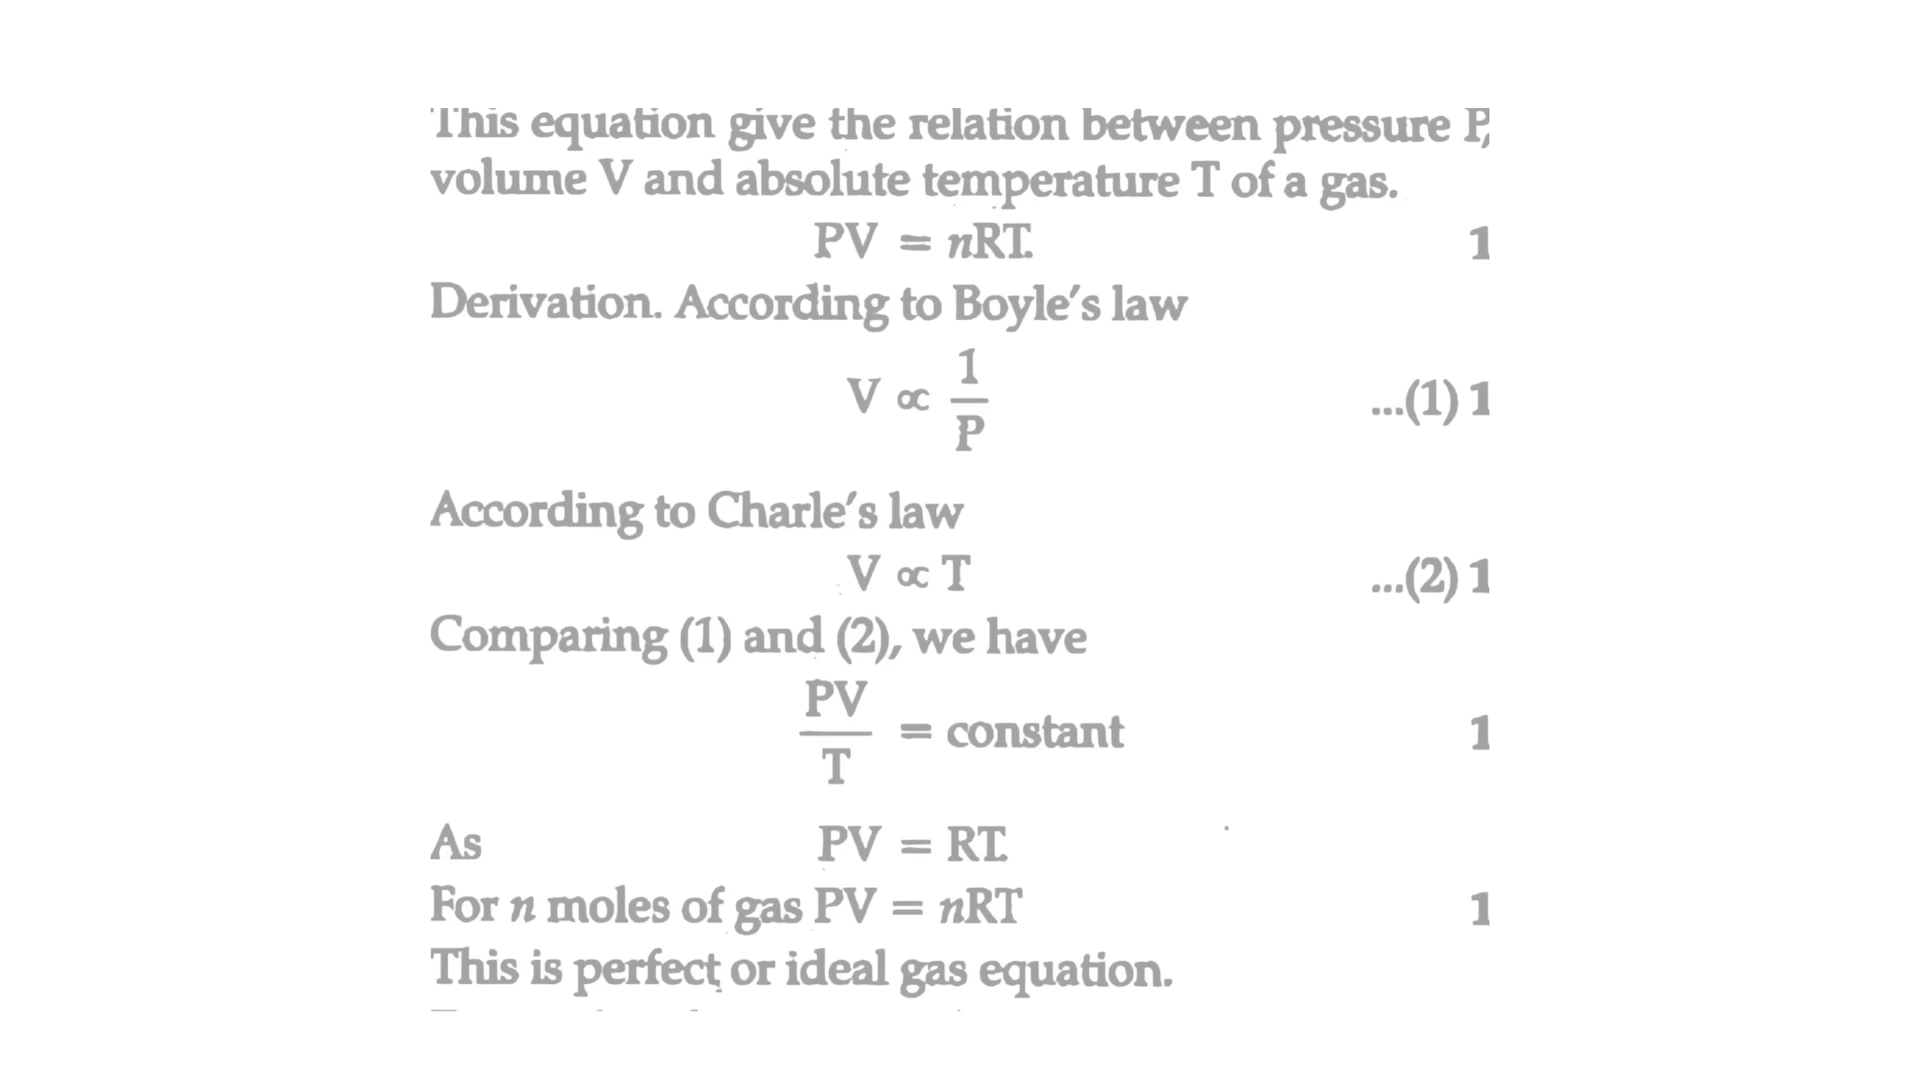 This equation give the relation between pressure P,
volume V and absolute temperature T of a gas.
PV = nRT. 1
Derivation. According to Boyle's law
V ∝ 1/P ...(1) 1
According to Charle's law
V ∝ T ...(2) 1
Comparing (1) and (2), we have
PV/T = constant 1
As PV = RT.
For n moles of gas PV = nRT 1
This is perfect or ideal gas equation.